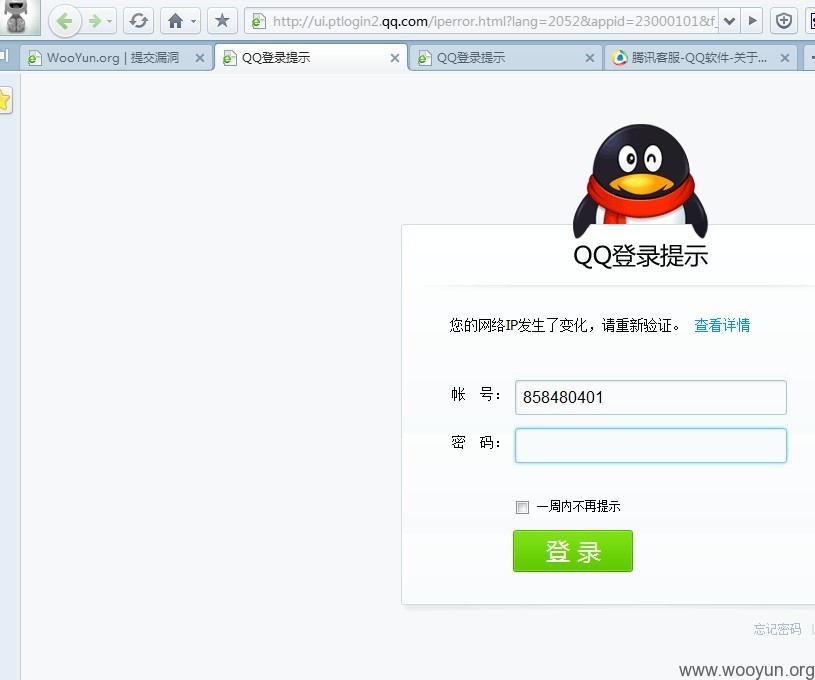 http://ui.ptlogin2.qq.com/iperror.html?lang=2052&appid=23000101&f_
WooYun.org | 提交漏洞
QQ登录提示
QQ登录提示
腾讯客服-QQ软件-关于...
QQ登录提示
您的网络IP发生了变化，请重新验证。 查看详情
帐 号： 858480401
密 码：
一周内不再提示
登 录
忘记密码 |
www.wooyun.org